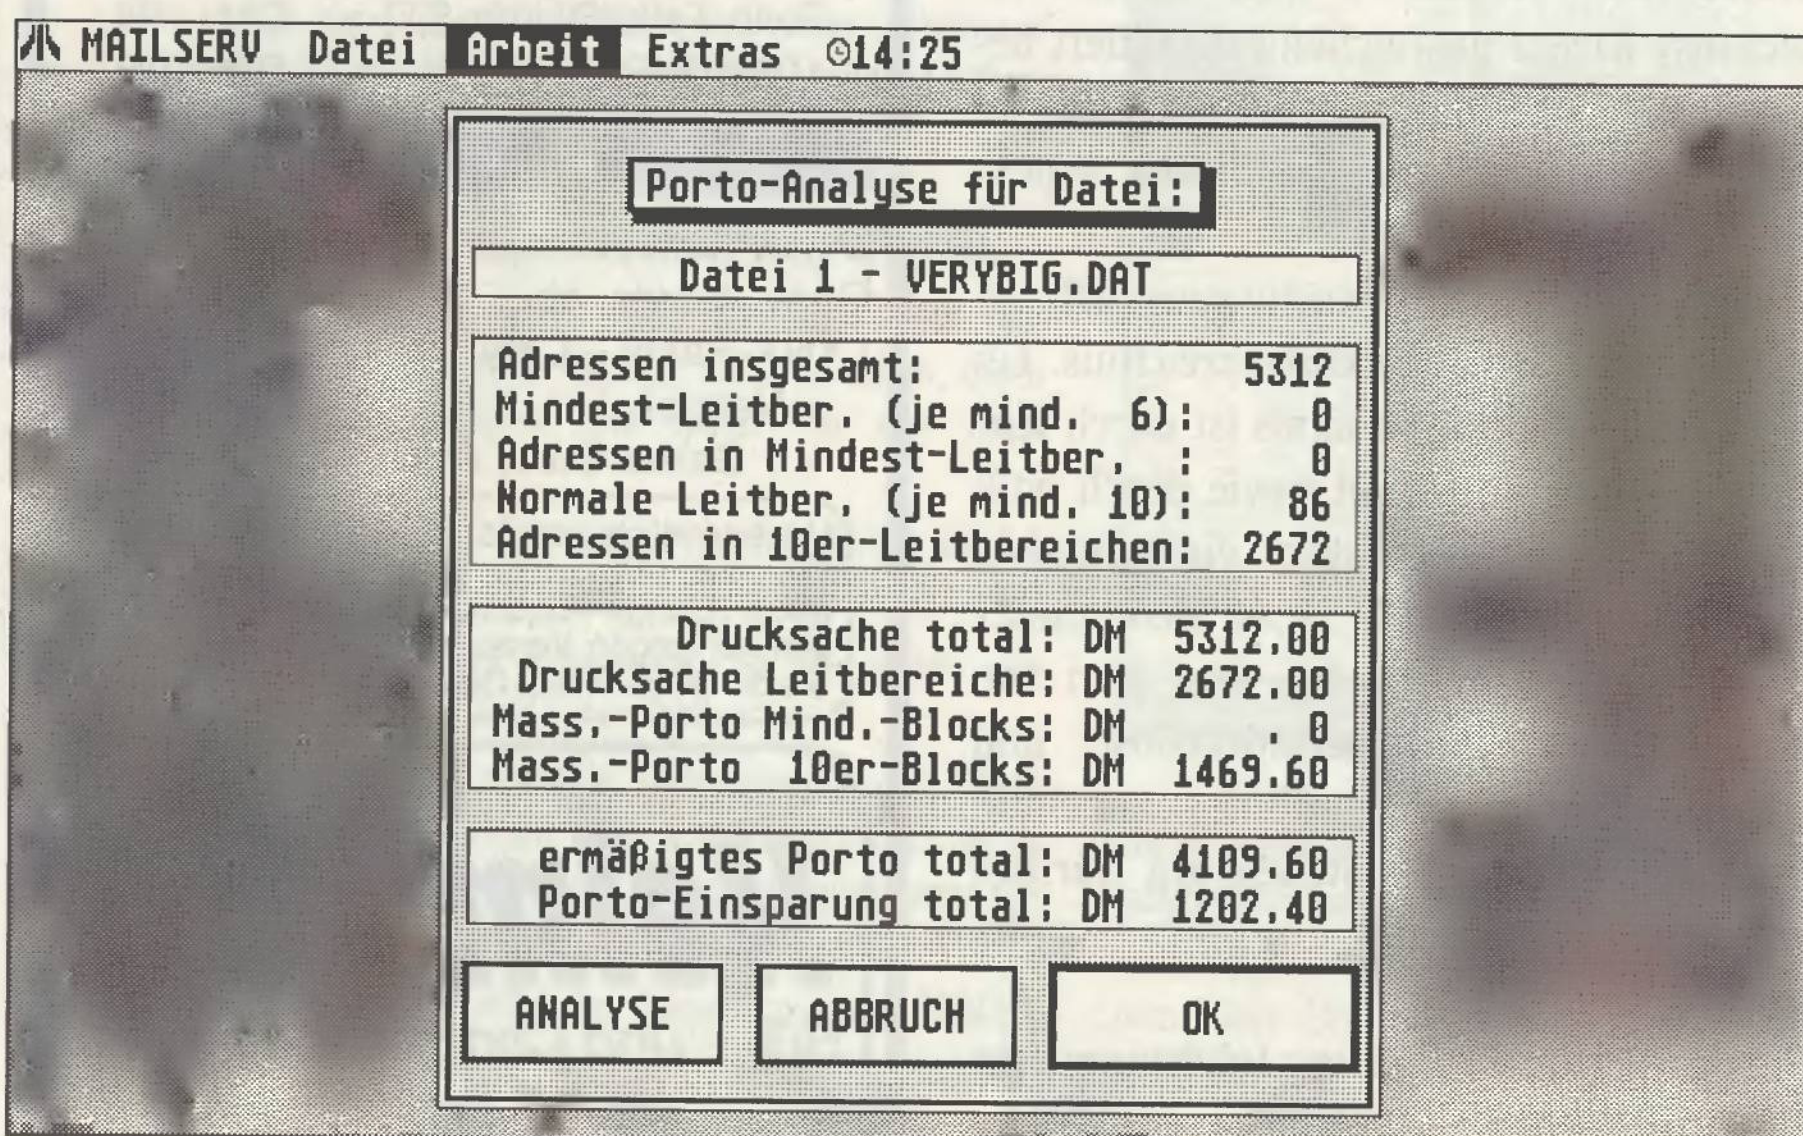 MAILSERV Datei Arbeit Extras 14:25
Porto-Analyse für Datei:
Datei 1 - VERYBIG.DAT
Adressen insgesamt: 5312
Mindest-Leitber. (je mind. 6): 0
Adressen in Mindest-Leitber. : 0
Normale Leitber. (je mind. 10): 86
Adressen in 10er-Leitbereichen: 2672
Drucksache total: DM 5312.00
Drucksache Leitbereiche: DM 2672.00
Mass.-Porto Mind.-Blocks: DM . 0
Mass.-Porto 10er-Blocks: DM 1469.60
ermäßigtes Porto total: DM 4109.60
Porto-Einsparung total: DM 1202.40
ANALYSE ABBRUCH OK